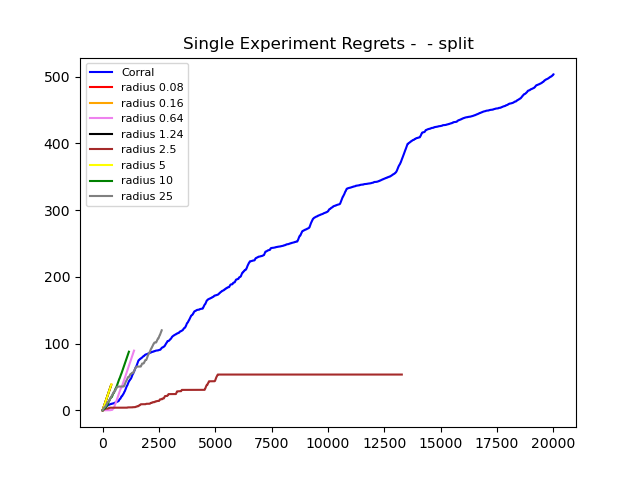 Single Experiment Regrets -  - split
Corral
radius 0.08
radius 0.16
radius 0.64
radius 1.24
radius 2.5
radius 5
radius 10
radius 25
500
400
300
200
100
0
0 2500 5000 7500 10000 12500 15000 17500 20000